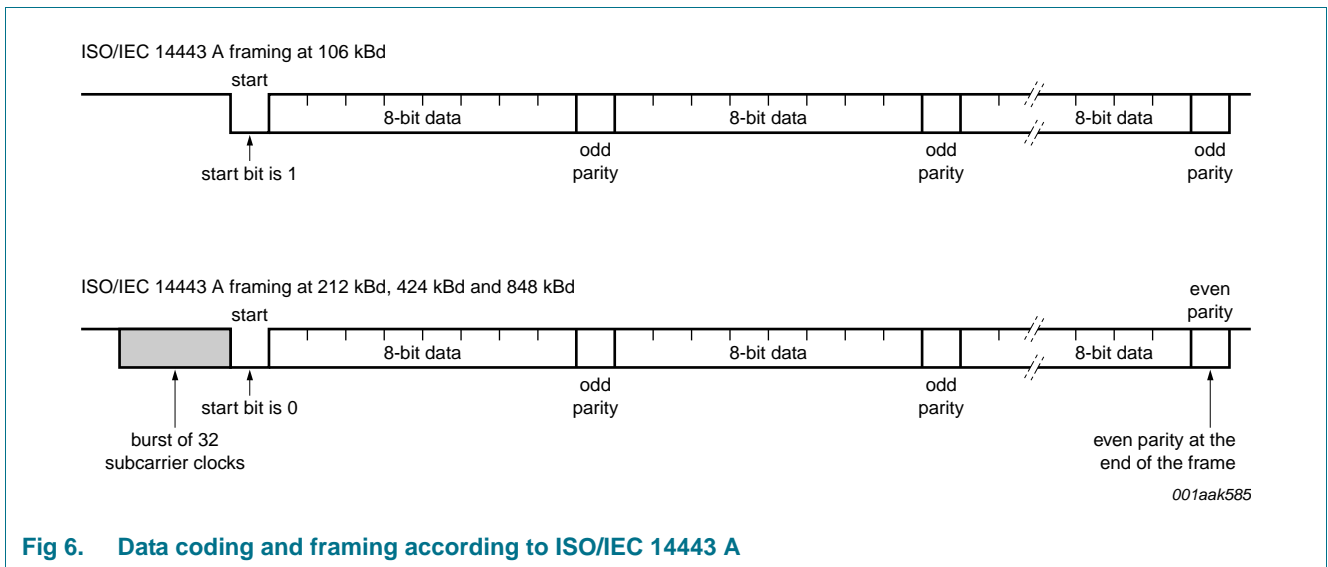 ISO/IEC 14443 A framing at 106 kBd
start
8-bit data
8-bit data
8-bit data
odd
parity
odd
parity
odd
parity
start bit is 1
ISO/IEC 14443 A framing at 212 kBd, 424 kBd and 848 kBd
even
parity
start
8-bit data
8-bit data
8-bit data
odd
parity
odd
parity
start bit is 0
burst of 32
subcarrier clocks
even parity at the
end of the frame
001aak585
Fig 6. Data coding and framing according to ISO/IEC 14443 A